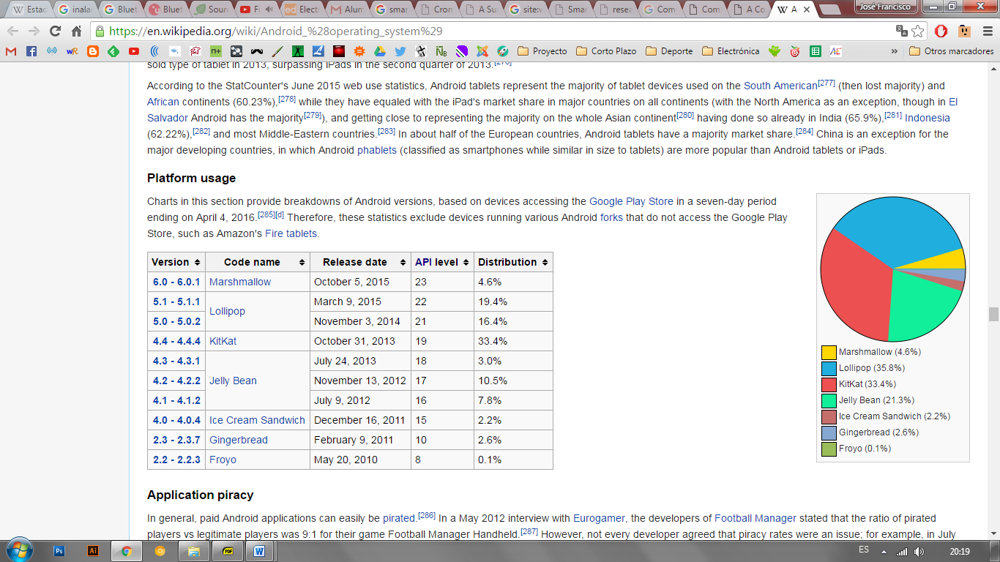 Estac
inala
Bluet
Bluet
Sour
Fi
Elect
Alum
smar
Cron
A Su
site:w
Smar
resea
Com
Com
A Co
A
José Francisco
https://en.wikipedia.org/wiki/Android_%28operating_system%29
Proyecto Corto Plazo Deporte Electrónica » Otros marcadores
sold type of tablet in 2013, surpassing iPads in the second quarter of 2013.[276]
According to the StatCounter's June 2015 web use statistics, Android tablets represent the majority of tablet devices used on the South American[277] (then lost majority) and
African continents (60.23%),[278] while they have equaled with the iPad's market share in major countries on all continents (with the North America as an exception, though in El
Salvador Android has the majority[279]), and getting close to representing the majority on the whole Asian continent[280] having done so already in India (65.9%),[281] Indonesia
(62.22%),[282] and most Middle-Eastern countries.[283] In about half of the European countries, Android tablets have a majority market share.[284] China is an exception for the
major developing countries, in which Android phablets (classified as smartphones while similar in size to tablets) are more popular than Android tablets or iPads.
Platform usage
Charts in this section provide breakdowns of Android versions, based on devices accessing the Google Play Store in a seven-day period
ending on April 4, 2016.[285][d] Therefore, these statistics exclude devices running various Android forks that do not access the Google Play
Store, such as Amazon's Fire tablets.
Version Code name Release date API level Distribution
6.0 - 6.0.1 Marshmallow October 5, 2015 23 4.6%
5.1 - 5.1.1 Lollipop March 9, 2015 22 19.4%
5.0 - 5.0.2 November 3, 2014 21 16.4%
4.4 - 4.4.4 KitKat October 31, 2013 19 33.4%
4.3 - 4.3.1 July 24, 2013 18 3.0%
4.2 - 4.2.2 Jelly Bean November 13, 2012 17 10.5%
4.1 - 4.1.2 July 9, 2012 16 7.8%
4.0 - 4.0.4 Ice Cream Sandwich December 16, 2011 15 2.2%
2.3 - 2.3.7 Gingerbread February 9, 2011 10 2.6%
2.2 - 2.2.3 Froyo May 20, 2010 8 0.1%
Marshmallow (4.6%)
Lollipop (35.8%)
KitKat (33.4%)
Jelly Bean (21.3%)
Ice Cream Sandwich (2.2%)
Gingerbread (2.6%)
Froyo (0.1%)
Application piracy
In general, paid Android applications can easily be pirated.[286] In a May 2012 interview with Eurogamer, the developers of Football Manager stated that the ratio of pirated
players vs legitimate players was 9:1 for their game Football Manager Handheld.[287] However, not every developer agreed that piracy rates were an issue; for example, in July
Ps Ai PDF W ES 20:19